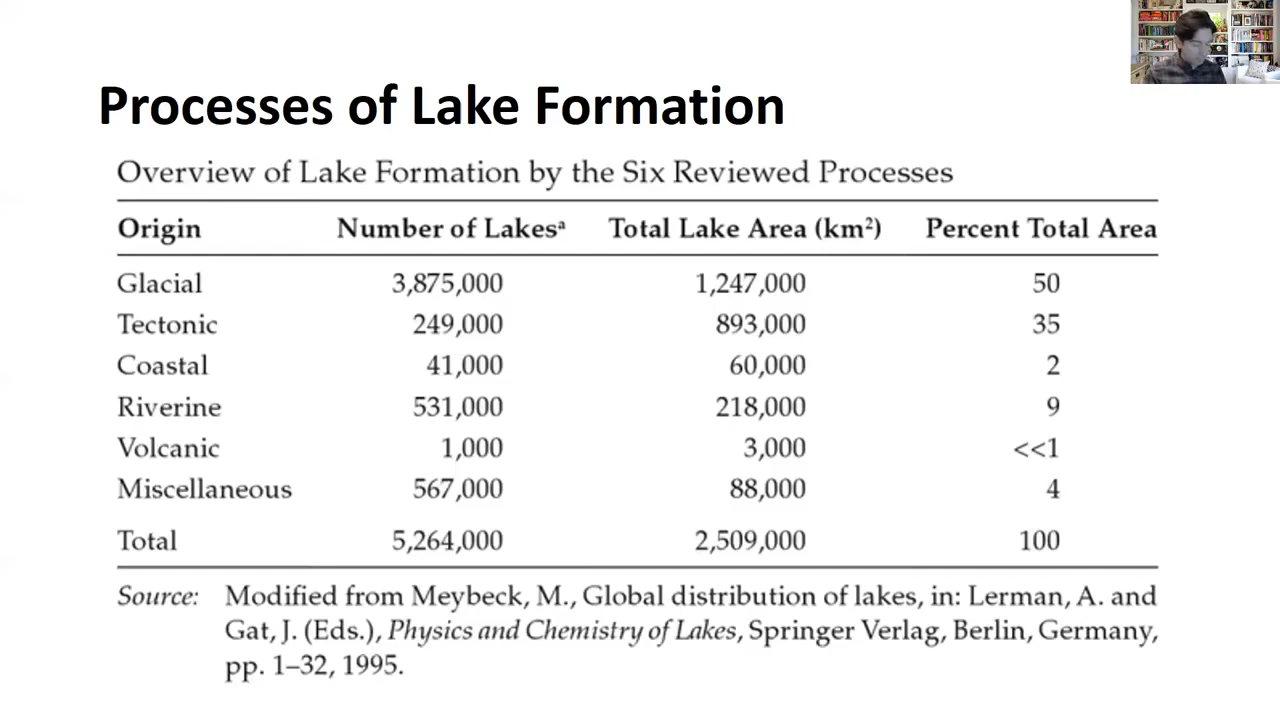 Processes of Lake Formation
Overview of Lake Formation by the Six Reviewed Processes
Origin Number of Lakesᵃ Total Lake Area (km²) Percent Total Area
Glacial 3,875,000 1,247,000 50
Tectonic 249,000 893,000 35
Coastal 41,000 60,000 2
Riverine 531,000 218,000 9
Volcanic 1,000 3,000 <<1
Miscellaneous 567,000 88,000 4
Total 5,264,000 2,509,000 100
Source: Modified from Meybeck, M., Global distribution of lakes, in: Lerman, A. and
Gat, J. (Eds.), Physics and Chemistry of Lakes, Springer Verlag, Berlin, Germany,
pp. 1–32, 1995.